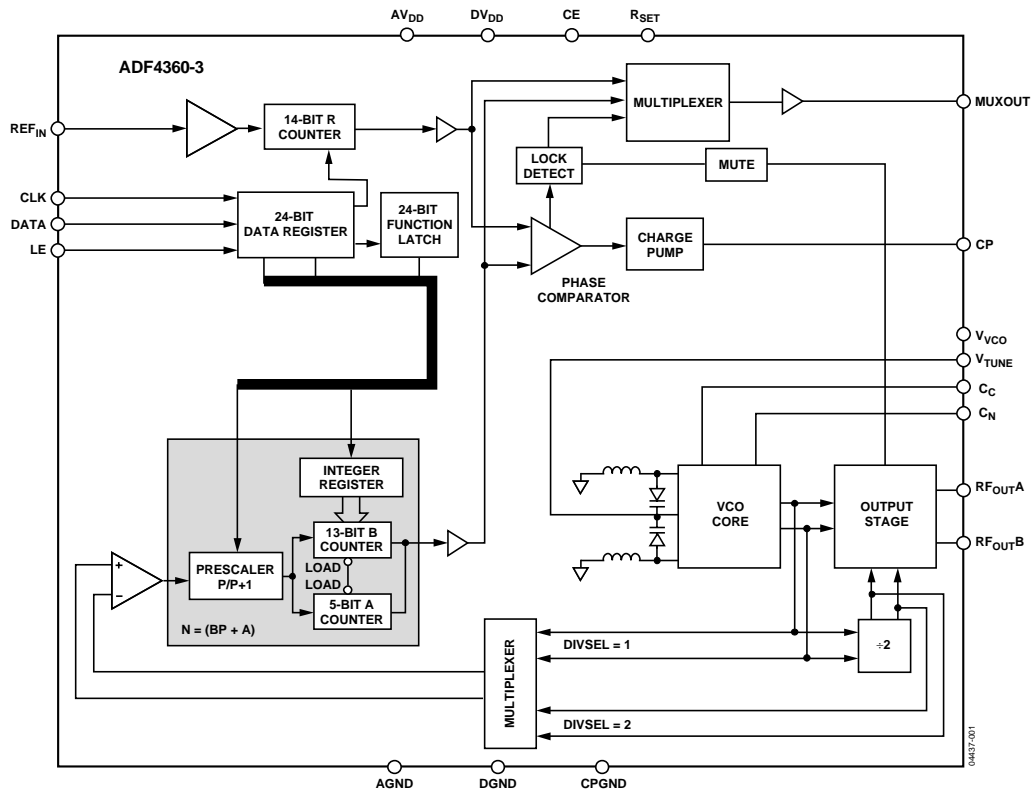 AVDD
DVDD
CE
RSET
ADF4360-3
MULTIPLEXER
MUXOUT
REFIN
14-BIT R
COUNTER
LOCK
DETECT
MUTE
CLK
DATA
LE
24-BIT
DATA REGISTER
24-BIT
FUNCTION
LATCH
CHARGE
PUMP
CP
PHASE
COMPARATOR
VVCO
VTUNE
CC
CN
INTEGER
REGISTER
13-BIT B
COUNTER
PRESCALER
P/P+1
LOAD
LOAD
5-BIT A
COUNTER
N = (BP + A)
+
–
VCO
CORE
OUTPUT
STAGE
RFOUTA
RFOUTB
MULTIPLEXER
DIVSEL = 1
DIVSEL = 2
÷2
04437-001
AGND
DGND
CPGND